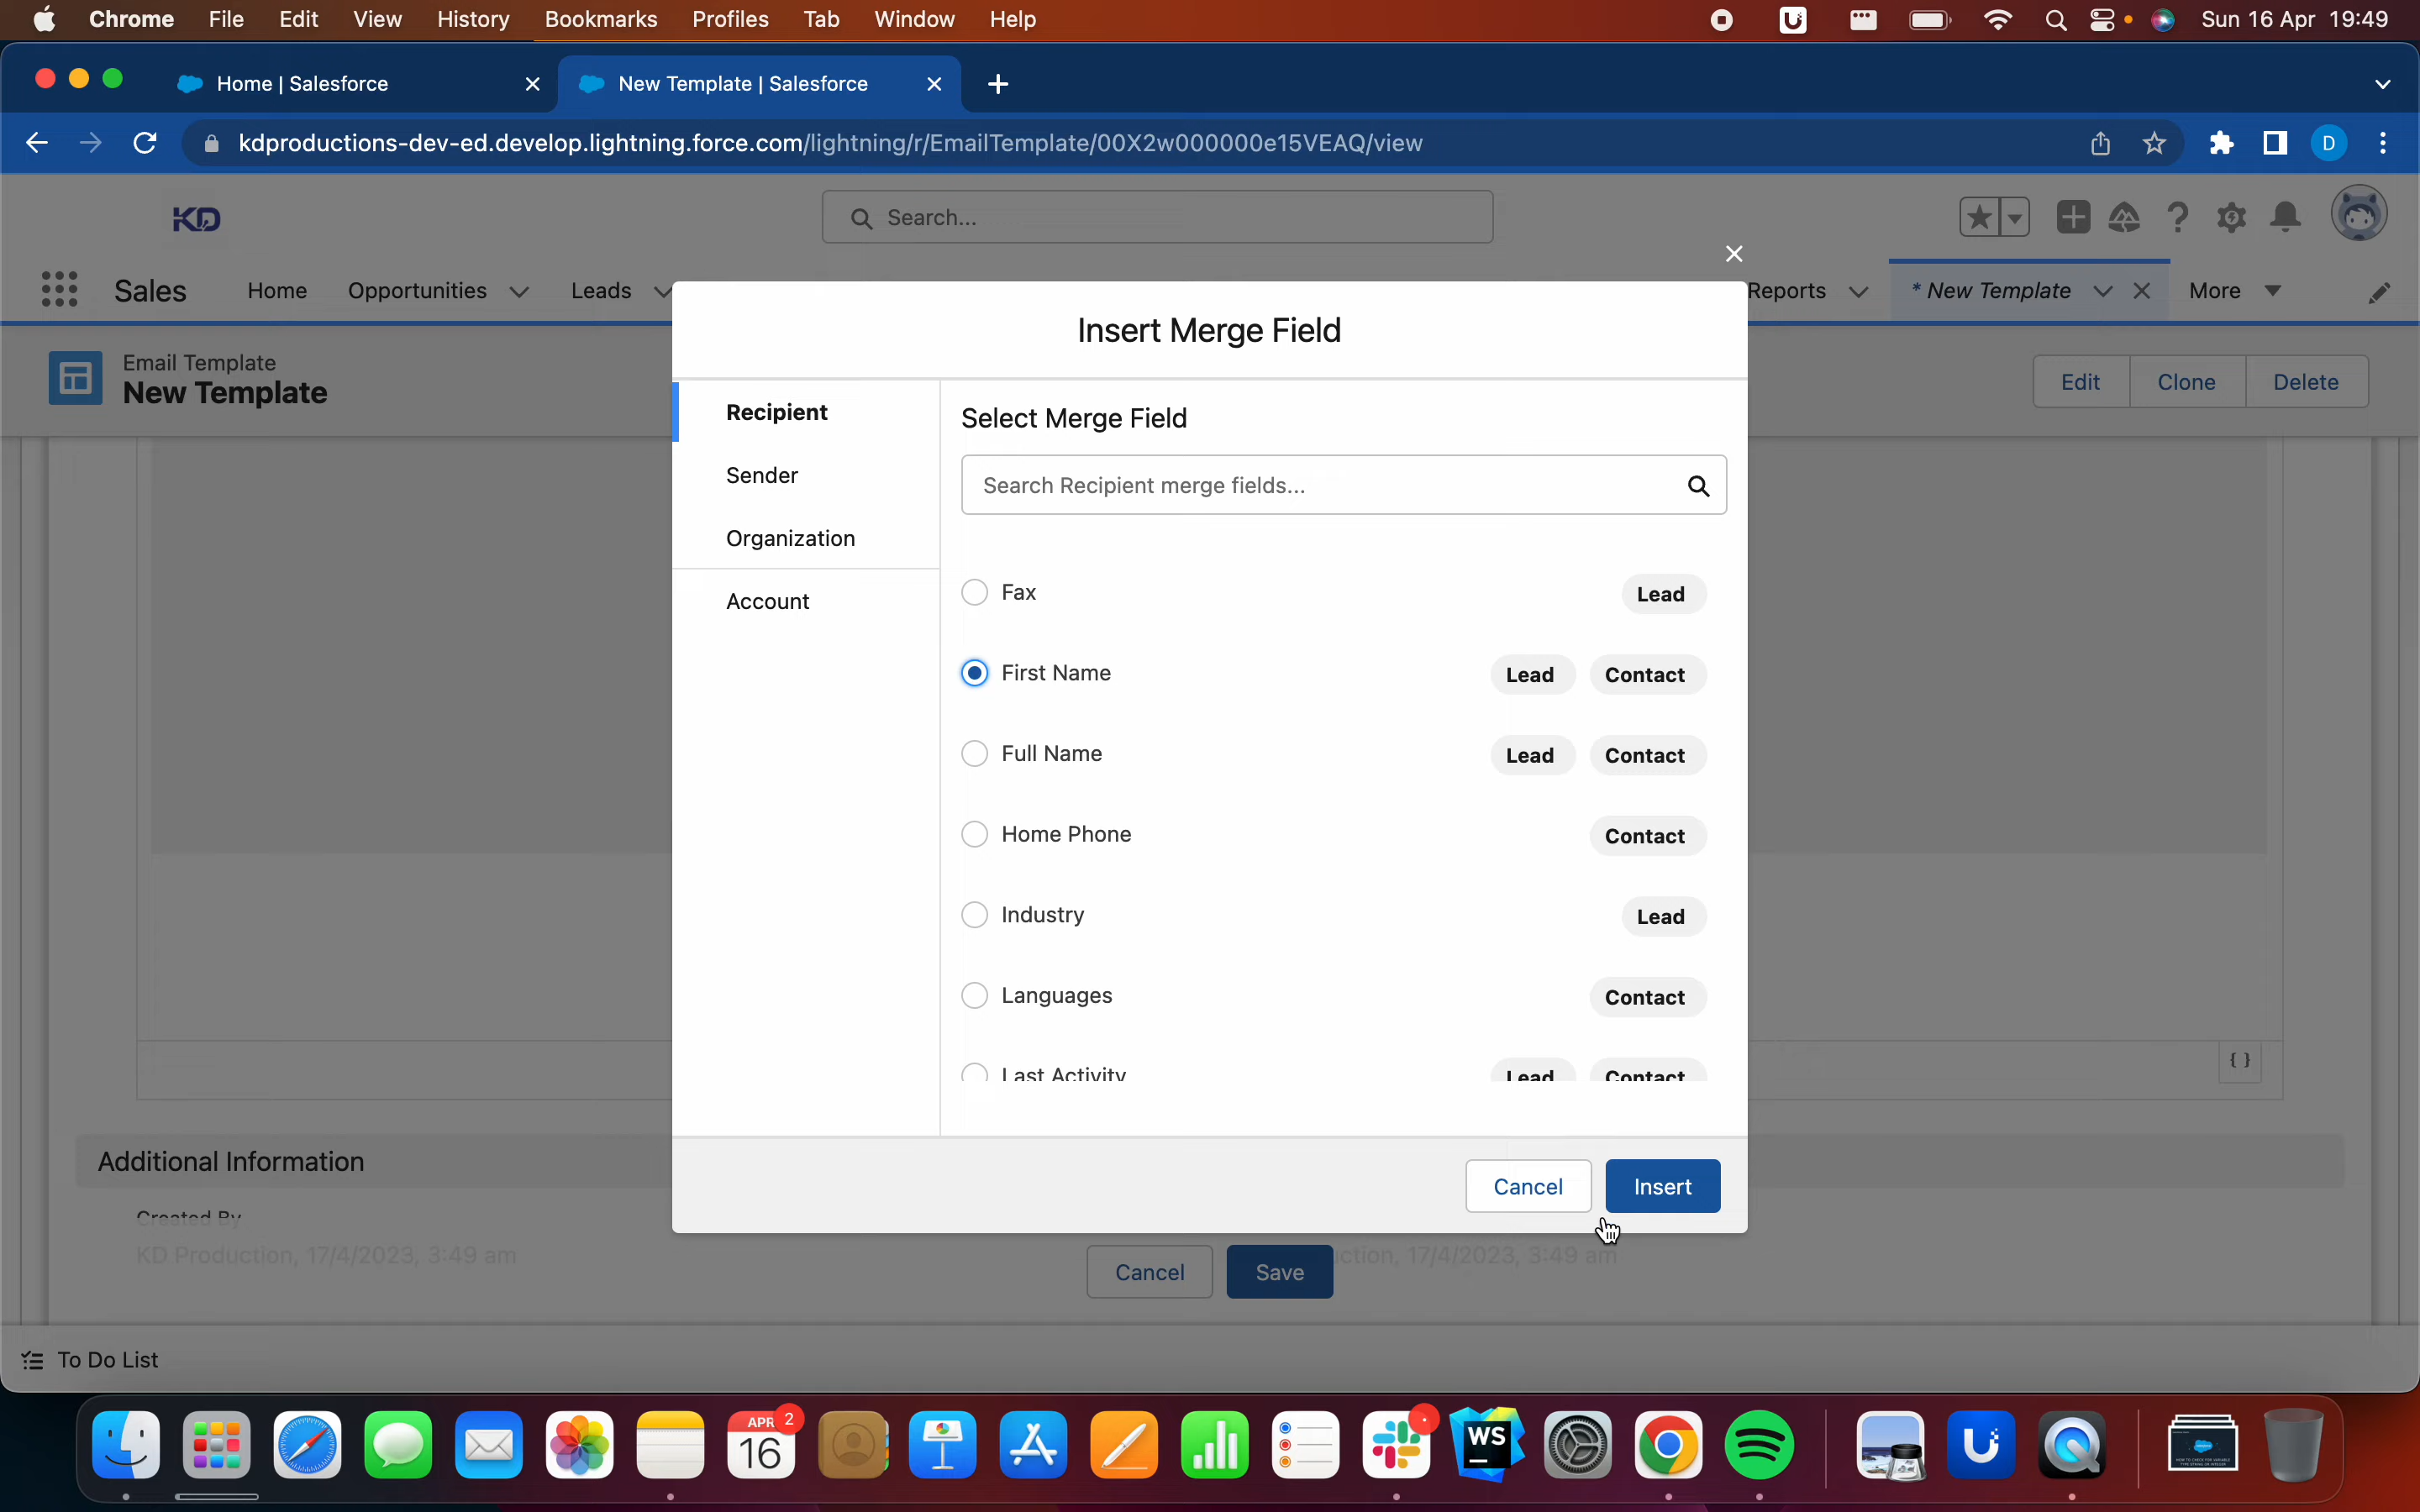 Chrome File Edit View History Bookmarks Profiles Tab Window Help Sun 16 Apr 19:49
Home | Salesforce New Template | Salesforce
kdproductions-dev-ed.develop.lightning.force.com/lightning/r/EmailTemplate/00X2w000000e15VEAQ/view D
KD Search...
Sales Home Opportunities Leads Reports * New Template More
Email Template
New Template
Edit Clone Delete
Insert Merge Field
Recipient
Sender
Organization
Account
Select Merge Field
Search Recipient merge fields...
Fax Lead
First Name Lead Contact
Full Name Lead Contact
Home Phone Contact
Industry Lead
Languages Contact
Last Activity Lead Contact
Cancel Insert
{ }
Additional Information
Created By
KD Production, 17/4/2023, 3:49 am ction, 17/4/2023, 3:49 am
Cancel Save
To Do List
APR 2
16
WS